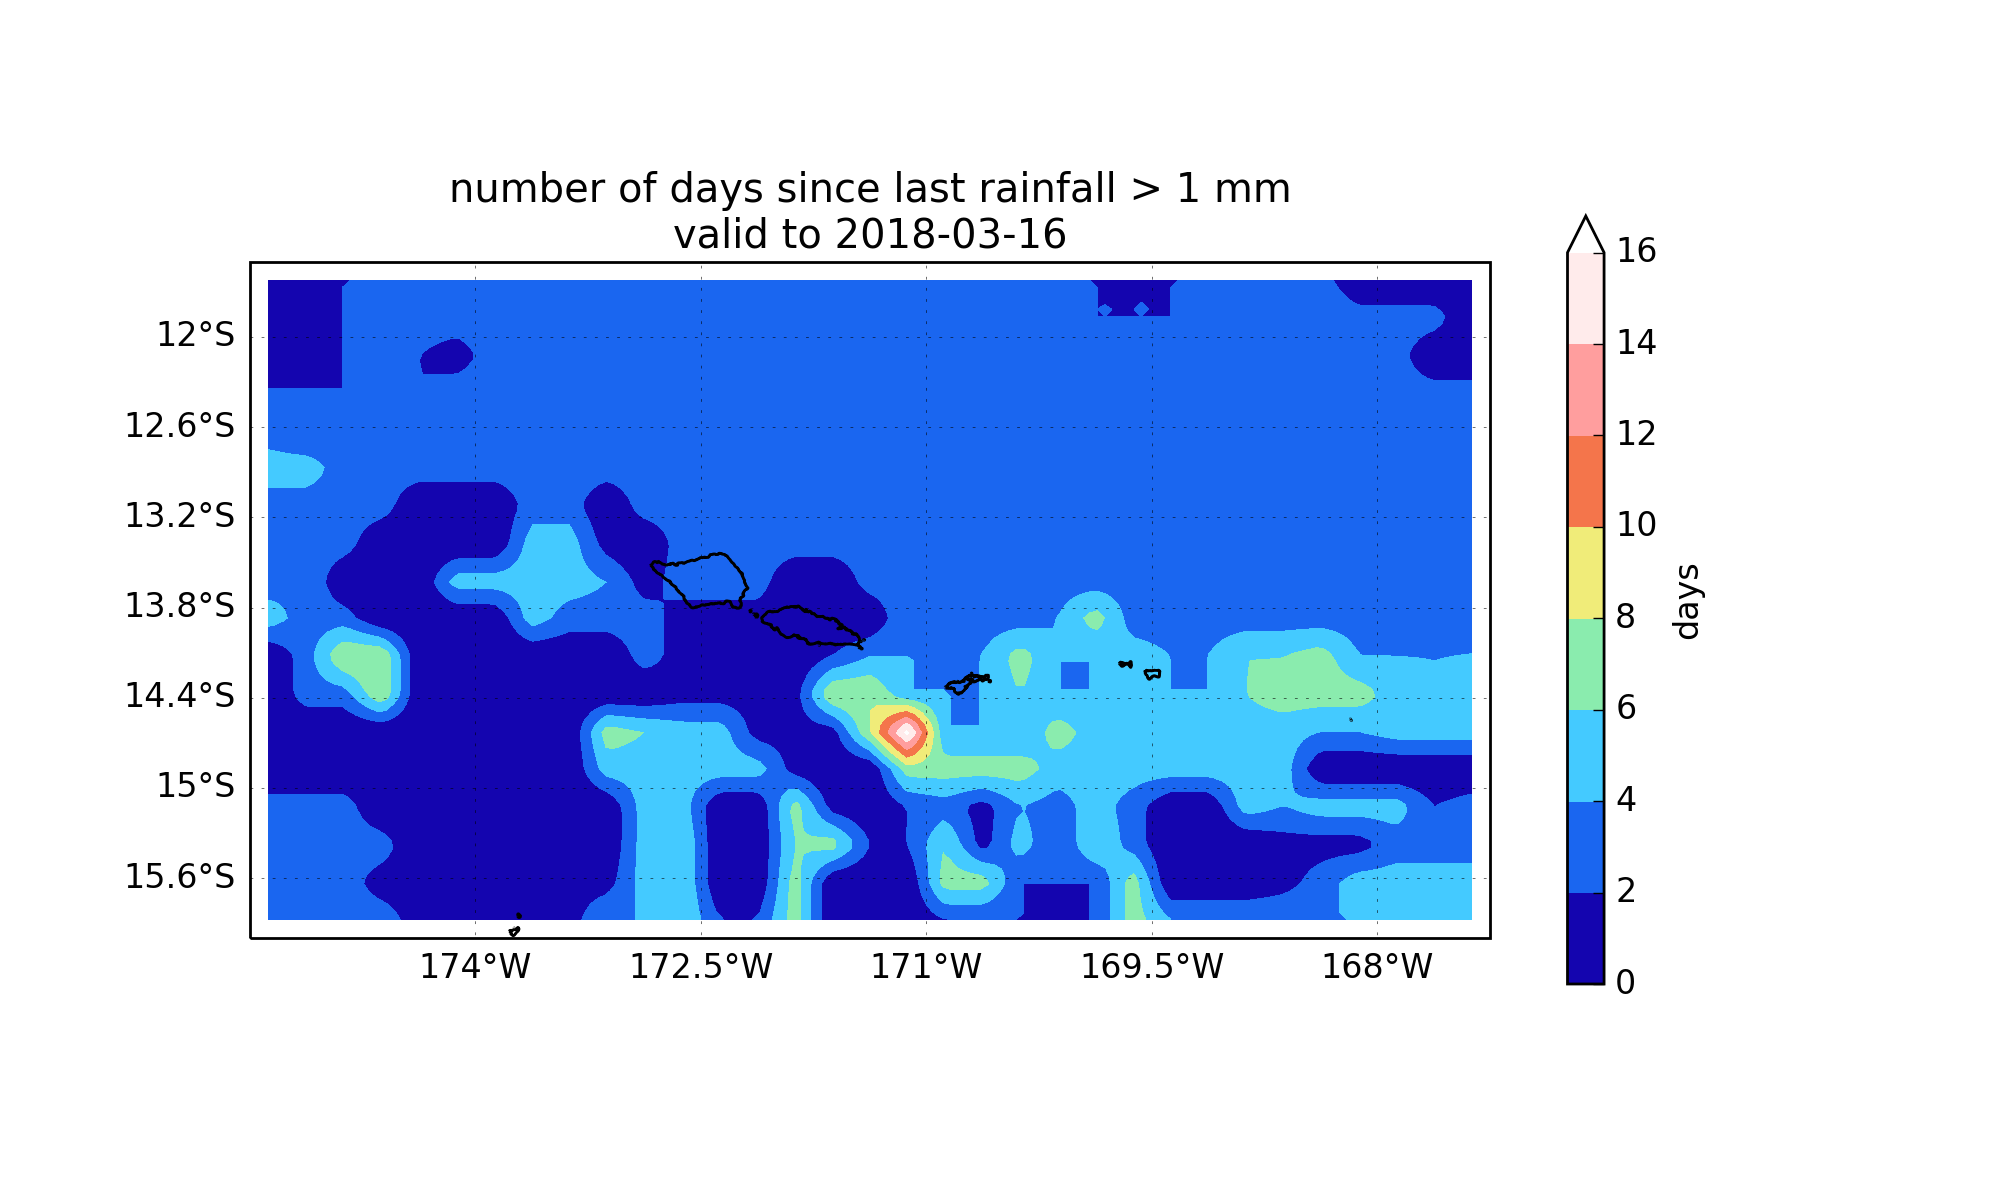 number of days since last rainfall > 1 mm
valid to 2018-03-16
12°S
12.6°S
13.2°S
13.8°S
14.4°S
15°S
15.6°S
174°W
172.5°W
171°W
169.5°W
168°W
16
14
12
10
8
6
4
2
0
days